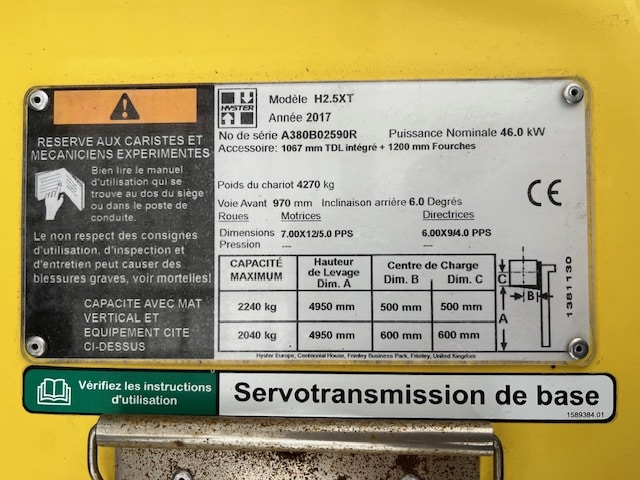 RESERVE AUX CARISTES ET
MECANICIENS EXPERIMENTES
Bien lire le manuel
d'utilisation qui se
trouve au dos du siège
ou dans le poste de
conduite.
Le non respect des consignes
d'utilisation, d'inspection et
d'entretien peut causer des
blessures graves, voir mortelles!
CAPACITE AVEC MAT
VERTICAL ET
EQUIPEMENT CITE
CI-DESSUS
HYSTER
Modèle H2.5XT
Année 2017
No de série A380B02590R Puissance Nominale 46.0 kW
Accessoire: 1067 mm TDL intégré + 1200 mm Fourches
Poids du chariot 4270 kg
Voie Avant 970 mm Inclinaison arrière 6.0 Degrés
Roues Motrices Directrices
Dimensions 7.00X12/5.0 PPS 6.00X9/4.0 PPS
Pression --- ---
CE
CAPACITÉ MAXIMUM Hauteur de Levage Dim. A Centre de Charge Dim. B Dim. C
2240 kg 4950 mm 500 mm 500 mm
2040 kg 4950 mm 600 mm 600 mm
C
B
A
1381130
Hyster Europe, Centennial House, Frimley Business Park, Frimley, United Kingdom
Vérifiez les instructions
d'utilisation
Servotransmission de base
1589384.01